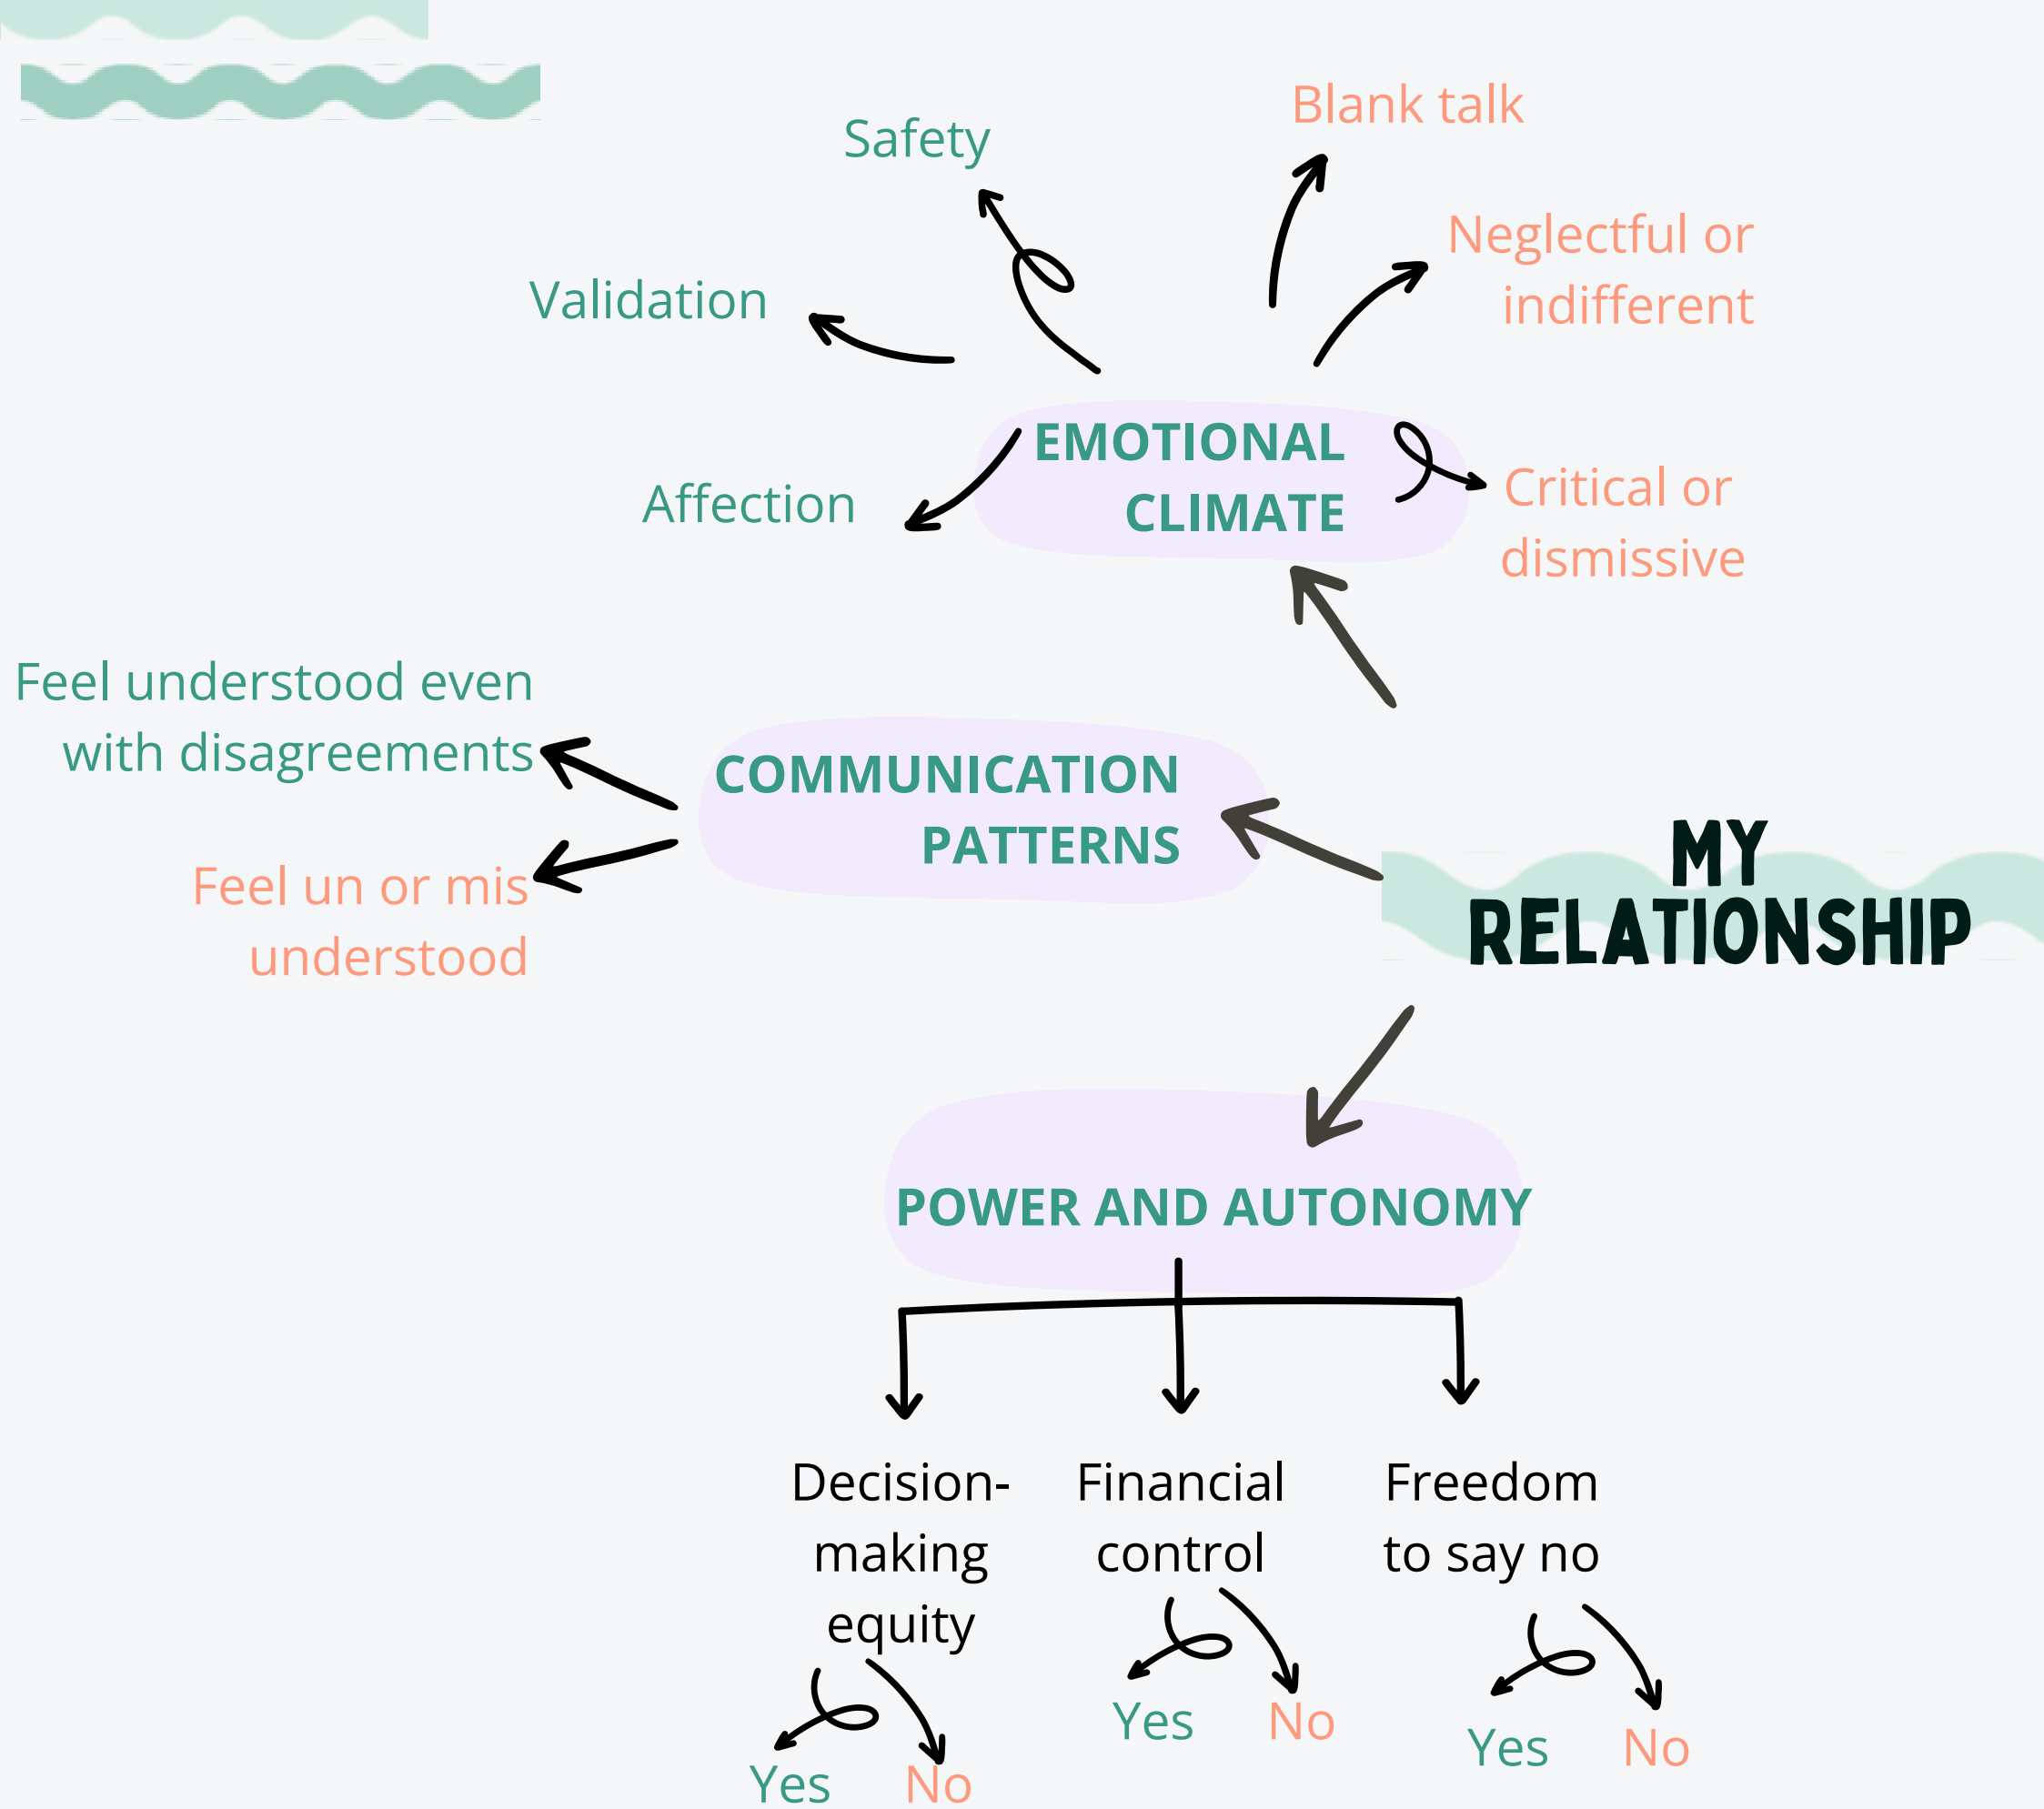 Blank talk
Safety
Neglectful or
indifferent
Validation
EMOTIONAL
CLIMATE
Critical or
dismissive
Affection
Feel understood even
with disagreements
COMMUNICATION
PATTERNS
Feel un or mis
understood
MY
RELATIONSHIP
POWER AND AUTONOMY
Decision-
making
equity
Yes
No
Financial
control
Yes
No
Freedom
to say no
Yes
No